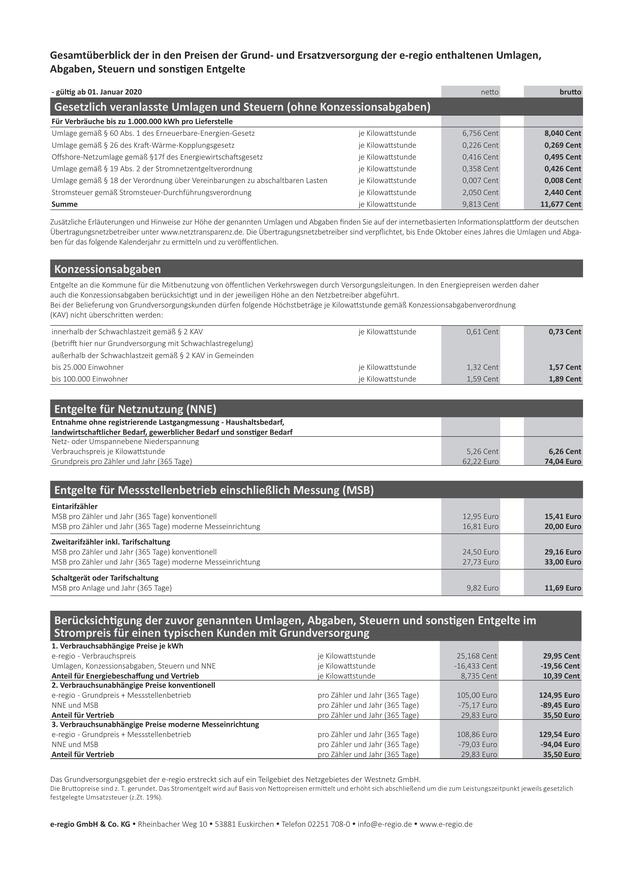 Gesamtüberblick der in den Preisen der Grund- und Ersatzversorgung der e-regio enthaltenen Umlagen,
Abgaben, Steuern und sonstigen Entgelte
- gültig ab 01. Januar 2020 netto brutto
Gesetzlich veranlasste Umlagen und Steuern (ohne Konzessionsabgaben)
Für Verbräuche bis zu 1.000.000 kWh pro Lieferstelle
Umlage gemäß § 60 Abs. 1 des Erneuerbare-Energien-Gesetz je Kilowattstunde 6,756 Cent 8,040 Cent
Umlage gemäß § 26 des Kraft-Wärme-Kopplungsgesetz je Kilowattstunde 0,226 Cent 0,269 Cent
Offshore-Netzumlage gemäß §17f des Energiewirtschaftsgesetz je Kilowattstunde 0,416 Cent 0,495 Cent
Umlage gemäß § 19 Abs. 2 der Stromnetzentgeltverordnung je Kilowattstunde 0,358 Cent 0,426 Cent
Umlage gemäß § 18 der Verordnung über Vereinbarungen zu abschaltbaren Lasten je Kilowattstunde 0,007 Cent 0,008 Cent
Stromsteuer gemäß Stromsteuer-Durchführungsverordnung je Kilowattstunde 2,050 Cent 2,440 Cent
Summe je Kilowattstunde 9,813 Cent 11,677 Cent
Zusätzliche Erläuterungen und Hinweise zur Höhe der genannten Umlagen und Abgaben finden Sie auf der internetbasierten Informationsplattform der deutschen
Übertragungsnetzbetreiber unter www.netztransparenz.de. Die Übertragungsnetzbetreiber sind verpflichtet, bis Ende Oktober eines Jahres die Umlagen und Abga-
ben für das folgende Kalenderjahr zu ermitteln und zu veröffentlichen.
Konzessionsabgaben
Entgelte an die Kommune für die Mitbenutzung von öffentlichen Verkehrswegen durch Versorgungsleitungen. In den Energiepreisen werden daher
auch die Konzessionsabgaben berücksichtigt und in der jeweiligen Höhe an den Netzbetreiber abgeführt.
Bei der Belieferung von Grundversorgungskunden dürfen folgende Höchstbeträge je Kilowattstunde gemäß Konzessionsabgabenverordnung
(KAV) nicht überschritten werden:
innerhalb der Schwachlastzeit gemäß § 2 KAV je Kilowattstunde 0,61 Cent 0,73 Cent
(betrifft hier nur Grundversorgung mit Schwachlastregelung)
außerhalb der Schwachlastzeit gemäß § 2 KAV in Gemeinden
bis 25.000 Einwohner je Kilowattstunde 1,32 Cent 1,57 Cent
bis 100.000 Einwohner je Kilowattstunde 1,59 Cent 1,89 Cent
Entgelte für Netznutzung (NNE)
Entnahme ohne registrierende Lastgangmessung - Haushaltsbedarf,
landwirtschaftlicher Bedarf, gewerblicher Bedarf und sonstiger Bedarf
Netz- oder Umspannebene Niederspannung
Verbrauchspreis je Kilowattstunde 5,26 Cent 6,26 Cent
Grundpreis pro Zähler und Jahr (365 Tage) 62,22 Euro 74,04 Euro
Entgelte für Messstellenbetrieb einschließlich Messung (MSB)
Eintarifzähler
MSB pro Zähler und Jahr (365 Tage) konventionell 12,95 Euro 15,41 Euro
MSB pro Zähler und Jahr (365 Tage) moderne Messeinrichtung 16,81 Euro 20,00 Euro
Zweitarifzähler inkl. Tarifschaltung
MSB pro Zähler und Jahr (365 Tage) konventionell 24,50 Euro 29,16 Euro
MSB pro Zähler und Jahr (365 Tage) moderne Messeinrichtung 27,73 Euro 33,00 Euro
Schaltgerät oder Tarifschaltung
MSB pro Anlage und Jahr (365 Tage) 9,82 Euro 11,69 Euro
Berücksichtigung der zuvor genannten Umlagen, Abgaben, Steuern und sonstigen Entgelte im
Strompreis für einen typischen Kunden mit Grundversorgung
1. Verbrauchsabhängige Preise je kWh
e-regio - Verbrauchspreis je Kilowattstunde 25,168 Cent 29,95 Cent
Umlagen, Konzessionsabgaben, Steuern und NNE je Kilowattstunde -16,433 Cent -19,56 Cent
Anteil für Energiebeschaffung und Vertrieb je Kilowattstunde 8,735 Cent 10,39 Cent
2. Verbrauchsunabhängige Preise konventionell
e-regio - Grundpreis + Messstellenbetrieb pro Zähler und Jahr (365 Tage) 105,00 Euro 124,95 Euro
NNE und MSB pro Zähler und Jahr (365 Tage) -75,17 Euro -89,45 Euro
Anteil für Vertrieb pro Zähler und Jahr (365 Tage) 29,83 Euro 35,50 Euro
3. Verbrauchsunabhängige Preise moderne Messeinrichtung
e-regio - Grundpreis + Messstellenbetrieb pro Zähler und Jahr (365 Tage) 108,86 Euro 129,54 Euro
NNE und MSB pro Zähler und Jahr (365 Tage) -79,03 Euro -94,04 Euro
Anteil für Vertrieb pro Zähler und Jahr (365 Tage) 29,83 Euro 35,50 Euro
Das Grundversorgungsgebiet der e-regio erstreckt sich auf ein Teilgebiet des Netzgebietes der Westnetz GmbH.
Die Bruttopreise sind z. T. gerundet. Das Stromentgelt wird auf Basis von Nettopreisen ermittelt und erhöht sich abschließend um die zum Leistungszeitpunkt jeweils gesetzlich
festgelegte Umsatzsteuer (z.Zt. 19%).
e-regio GmbH & Co. KG • Rheinbacher Weg 10 • 53881 Euskirchen • Telefon 02251 708-0 • info@e-regio.de • www.e-regio.de